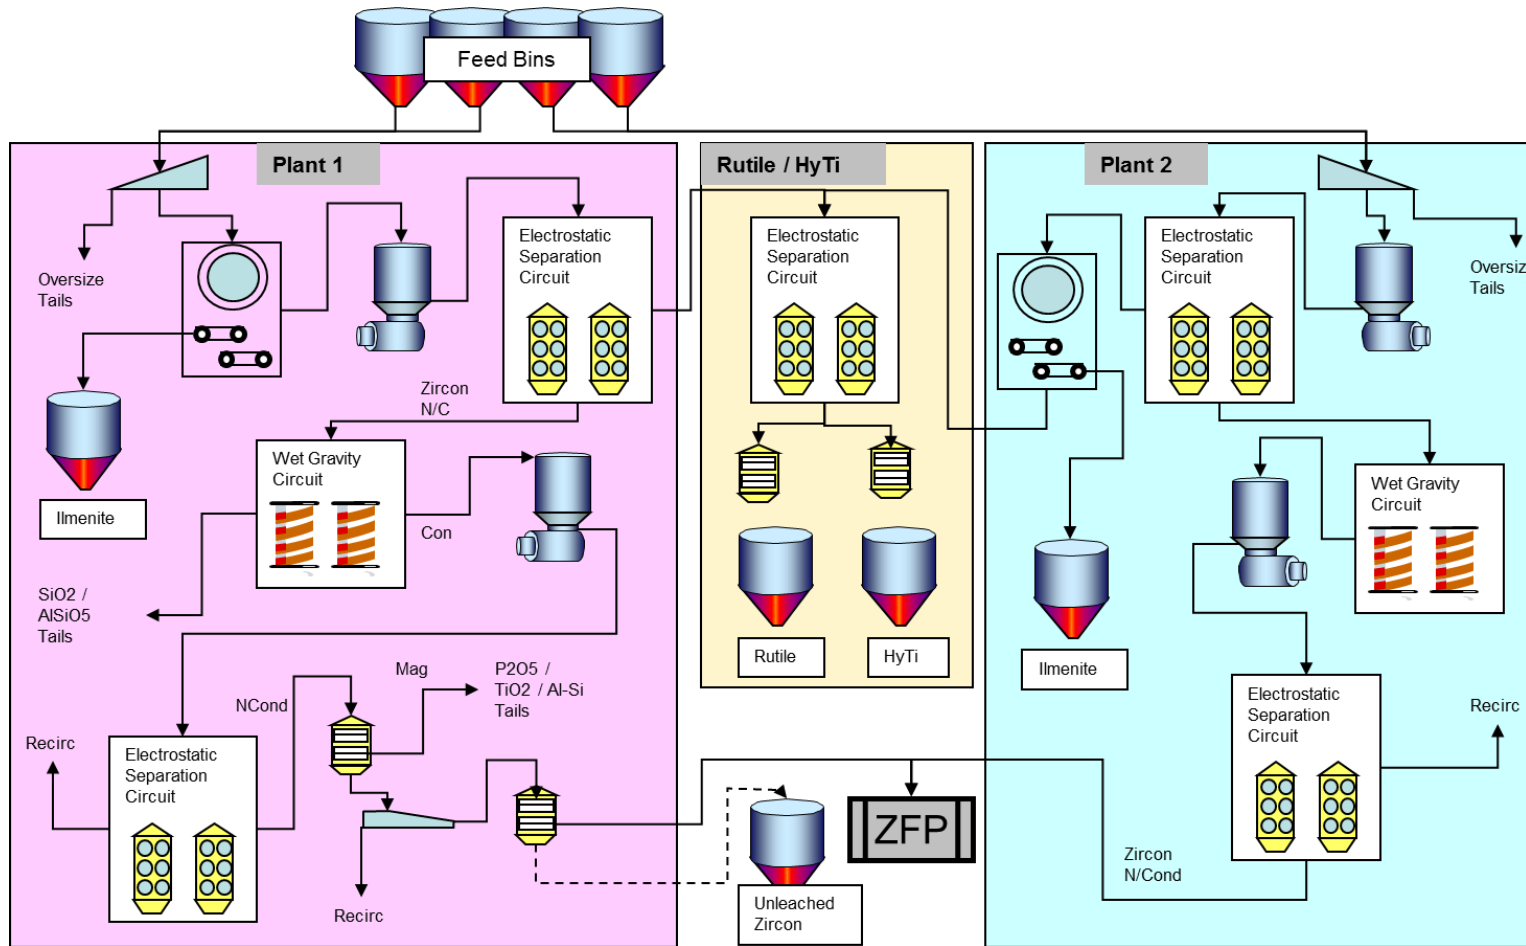 Feed Bins
Plant 1
Rutile / HyTi
Plant 2
Oversize
Tails
Electrostatic
Separation
Circuit
Electrostatic
Separation
Circuit
Electrostatic
Separation
Circuit
Oversize
Tails
Zircon
N/C
Wet Gravity
Circuit
Con
Ilmenite
SiO2 /
AlSiO5
Tails
Wet Gravity
Circuit
Rutile
HyTi
Ilmenite
Mag
P2O5 /
TiO2 / Al-Si
Tails
NCond
Recirc
Electrostatic
Separation
Circuit
Recirc
Electrostatic
Separation
Circuit
Recirc
ZFP
Unleached
Zircon
Zircon
N/Cond